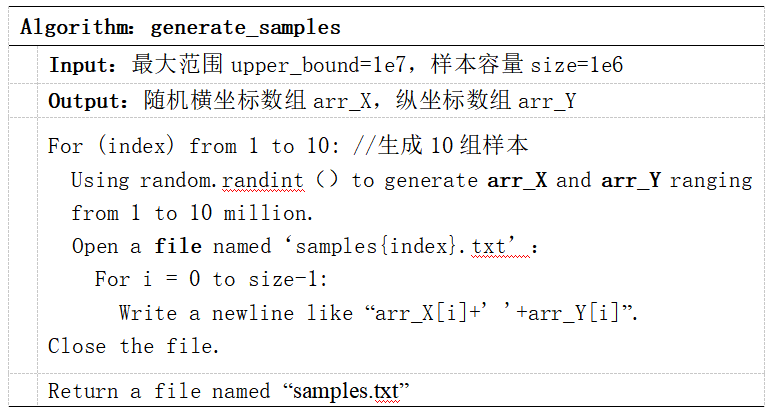 Algorithm：generate_samples
Input：最大范围 upper_bound=1e7，样本容量 size=1e6
Output：随机横坐标数组 arr_X，纵坐标数组 arr_Y
For (index) from 1 to 10: //生成 10 组样本
Using random.randint（）to generate arr_X and arr_Y ranging
from 1 to 10 million.
Open a file named ‘samples{index}.txt’：
For i = 0 to size-1:
Write a newline like “arr_X[i]+’ ’+arr_Y[i]”.
Close the file.
Return a file named “samples.txt”